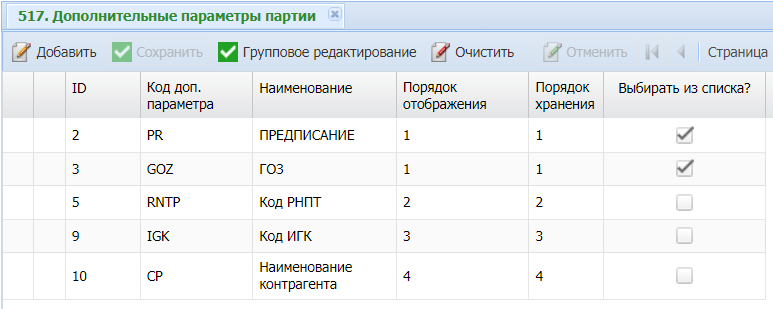 517. Дополнительные параметры партии
Добавить Сохранить Групповое редактирование Очистить Отменить Страница
ID Код доп. параметра Наименование Порядок отображения Порядок хранения Выбирать из списка?
2 PR ПРЕДПИСАНИЕ 1 1
3 GOZ ГОЗ 1 1
5 RNTP Код РНПТ 2 2
9 IGK Код ИГК 3 3
10 CP Наименование контрагента 4 4